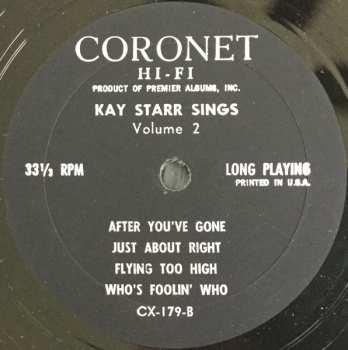 CORONET
HI-FI
PRODUCT OF PREMIER ALBUMS, INC.
KAY STARR SINGS
Volume 2
33⅓ RPM
LONG PLAYING
PRINTED IN U.S.A.
AFTER YOU'VE GONE
JUST ABOUT RIGHT
FLYING TOO HIGH
WHO'S FOOLIN' WHO
CX-179-B